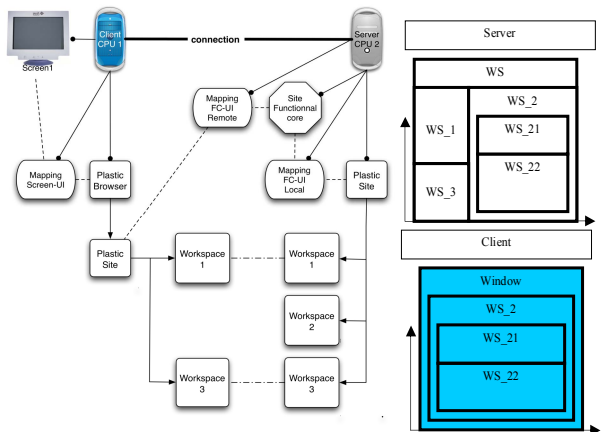 Client
CPU 1
connection
Server
CPU 2
Screen1
Mapping
FC-UI
Remote
Site
Functionnal
core
Mapping
Screen-UI
Plastic
Browser
Mapping
FC-UI
Local
Plastic
Site
Plastic
Site
Workspace
1
Workspace
1
Workspace
2
Workspace
3
Workspace
3
Server
WS
WS_1
WS_2
WS_21
WS_22
WS_3
Client
Window
WS_2
WS_21
WS_22